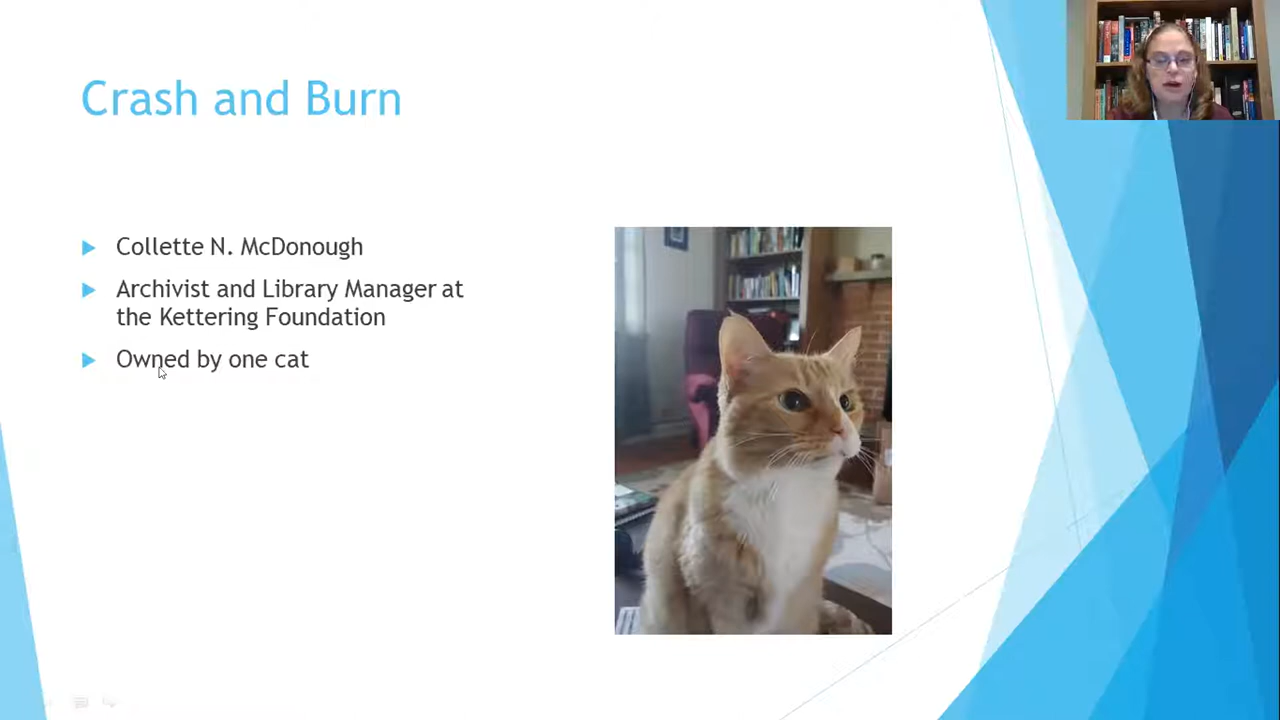 Crash and Burn
Collette N. McDonough
Archivist and Library Manager at
the Kettering Foundation
Owned by one cat